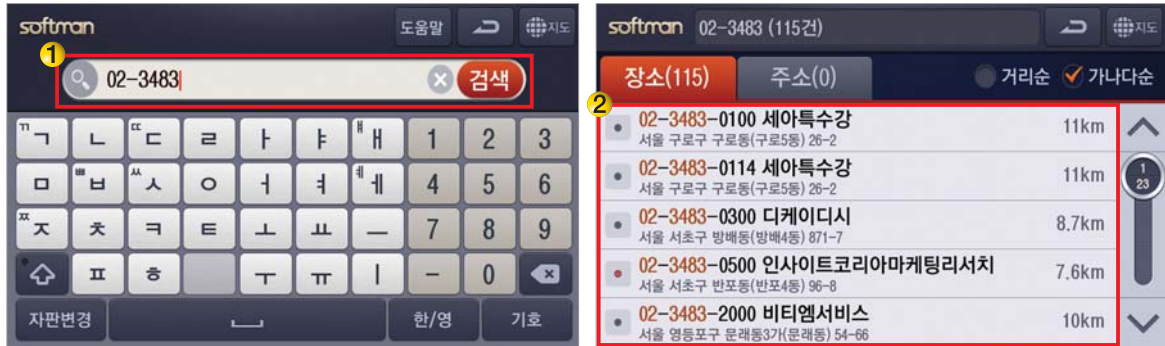 softman 도움말 지도
1
02-3483 검색
ㄲ ㄱ ㄴ ㄸ ㄷ ㄹ ㅏ ㅑ ㅒ ㅐ 1 2 3
ㅁ ㅃ ㅂ ㅆ ㅅ ㅇ ㅓ ㅕ ㅖ ㅔ 4 5 6
ㅉ ㅈ ㅊ ㅋ ㅌ ㅗ ㅛ ㅡ 7 8 9
ㅍ ㅎ ㅜ ㅠ ㅣ - 0
자판변경 한/영 기호
softman 02-3483 (115건) 지도
장소(115) 주소(0) 거리순 가나다순
2
02-3483-0100 세아특수강 11km
서울 구로구 구로동(구로5동) 26-2
02-3483-0114 세아특수강 11km
서울 구로구 구로동(구로5동) 26-2
1
23
02-3483-0300 디케이디시 8.7km
서울 서초구 방배동(방배4동) 871-7
02-3483-0500 인사이트코리아마케팅리서치 7.6km
서울 서초구 반포동(반포4동) 96-8
02-3483-2000 비티엠서비스 10km
서울 영등포구 문래동3가(문래동) 54-66